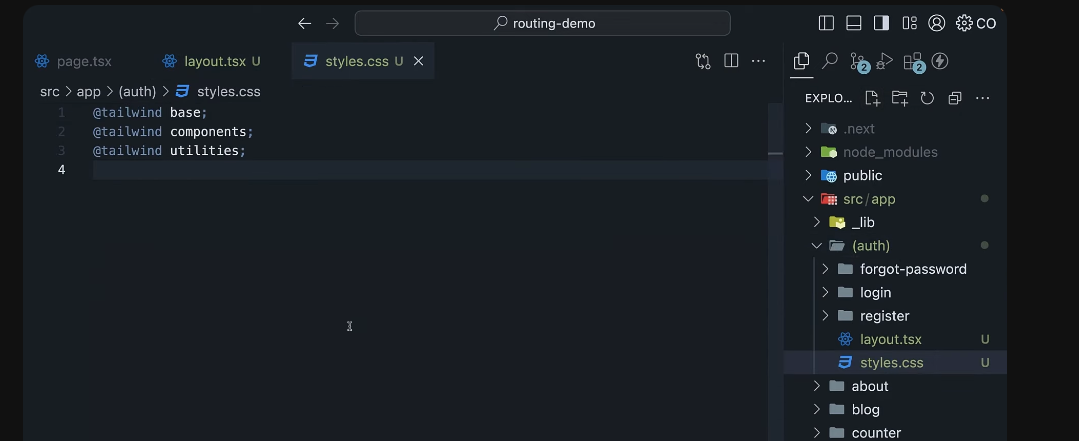 routing-demo
CO
page.tsx
layout.tsx U
styles.css U
src > app > (auth) > styles.css
1 @tailwind base;
2 @tailwind components;
3 @tailwind utilities;
4
2
2
EXPLO...
.next
node_modules
public
src/app
_lib
(auth)
forgot-password
login
register
layout.tsx U
styles.css U
about
blog
counter